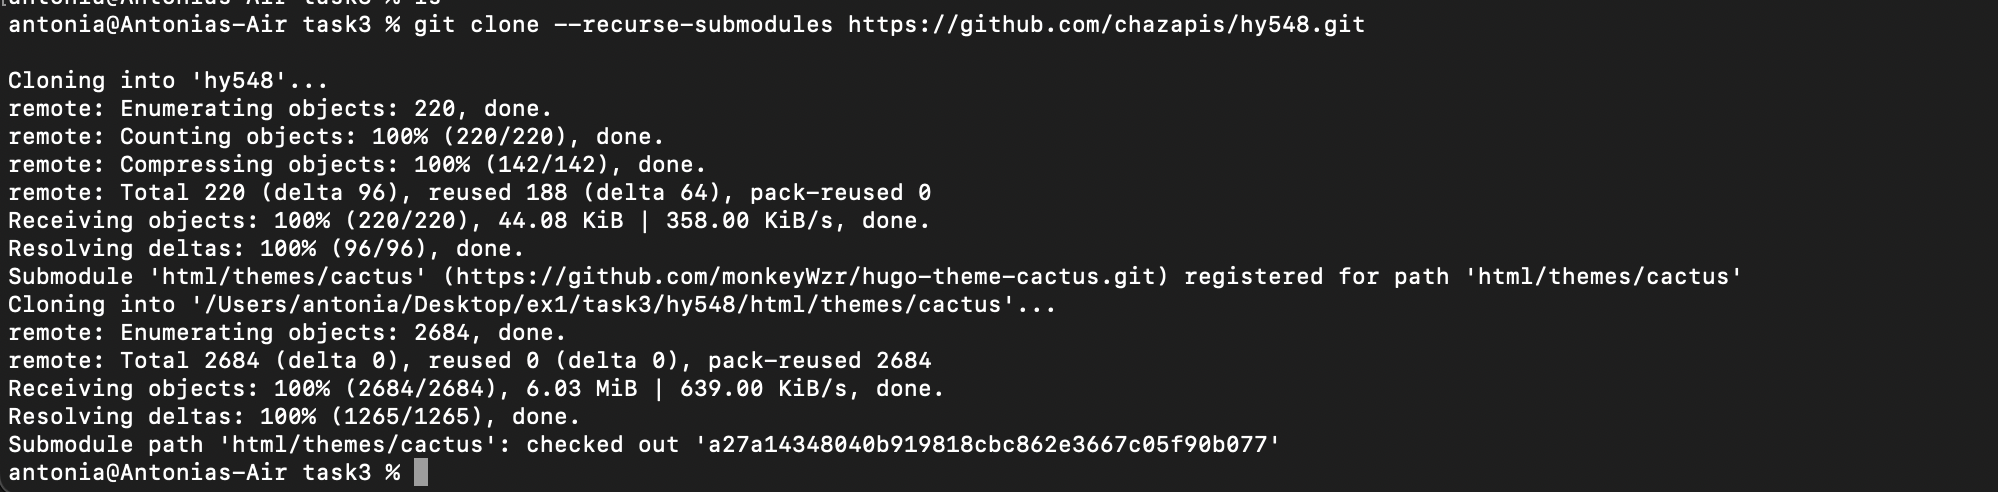 antonia@Antonias-Air task3 % ls
antonia@Antonias-Air task3 % git clone --recurse-submodules https://github.com/chazapis/hy548.git
Cloning into 'hy548'...
remote: Enumerating objects: 220, done.
remote: Counting objects: 100% (220/220), done.
remote: Compressing objects: 100% (142/142), done.
remote: Total 220 (delta 96), reused 188 (delta 64), pack-reused 0
Receiving objects: 100% (220/220), 44.08 KiB | 358.00 KiB/s, done.
Resolving deltas: 100% (96/96), done.
Submodule 'html/themes/cactus' (https://github.com/monkeyWzr/hugo-theme-cactus.git) registered for path 'html/themes/cactus'
Cloning into '/Users/antonia/Desktop/ex1/task3/hy548/html/themes/cactus'...
remote: Enumerating objects: 2684, done.
remote: Total 2684 (delta 0), reused 0 (delta 0), pack-reused 2684
Receiving objects: 100% (2684/2684), 6.03 MiB | 639.00 KiB/s, done.
Resolving deltas: 100% (1265/1265), done.
Submodule path 'html/themes/cactus': checked out 'a27a14348040b919818cbc862e3667c05f90b077'
antonia@Antonias-Air task3 %